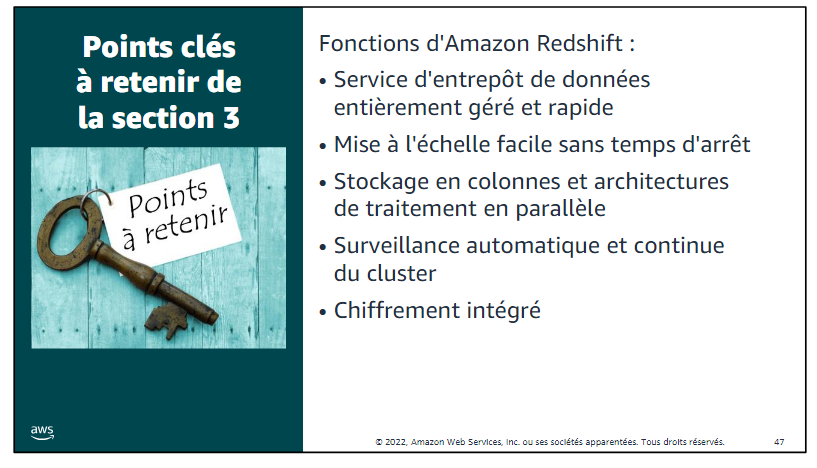 Points clés
à retenir de
la section 3
Points
à retenir
aws
Fonctions d'Amazon Redshift :
• Service d'entrepôt de données
entièrement géré et rapide
• Mise à l'échelle facile sans temps d'arrêt
• Stockage en colonnes et architectures
de traitement en parallèle
• Surveillance automatique et continue
du cluster
• Chiffrement intégré
© 2022, Amazon Web Services, Inc. ou ses sociétés apparentées. Tous droits réservés.
47